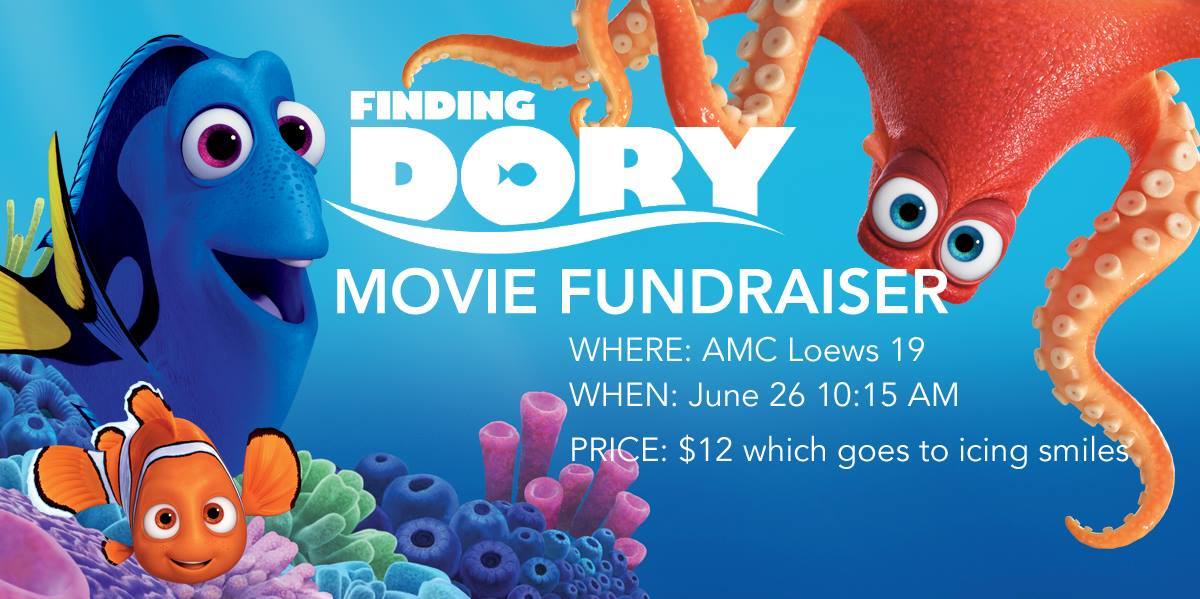 FINDING
DORY
MOVIE FUNDRAISER
WHERE: AMC Loews 19
WHEN: June 26 10:15 AM
PRICE: $12 which goes to icing smiles